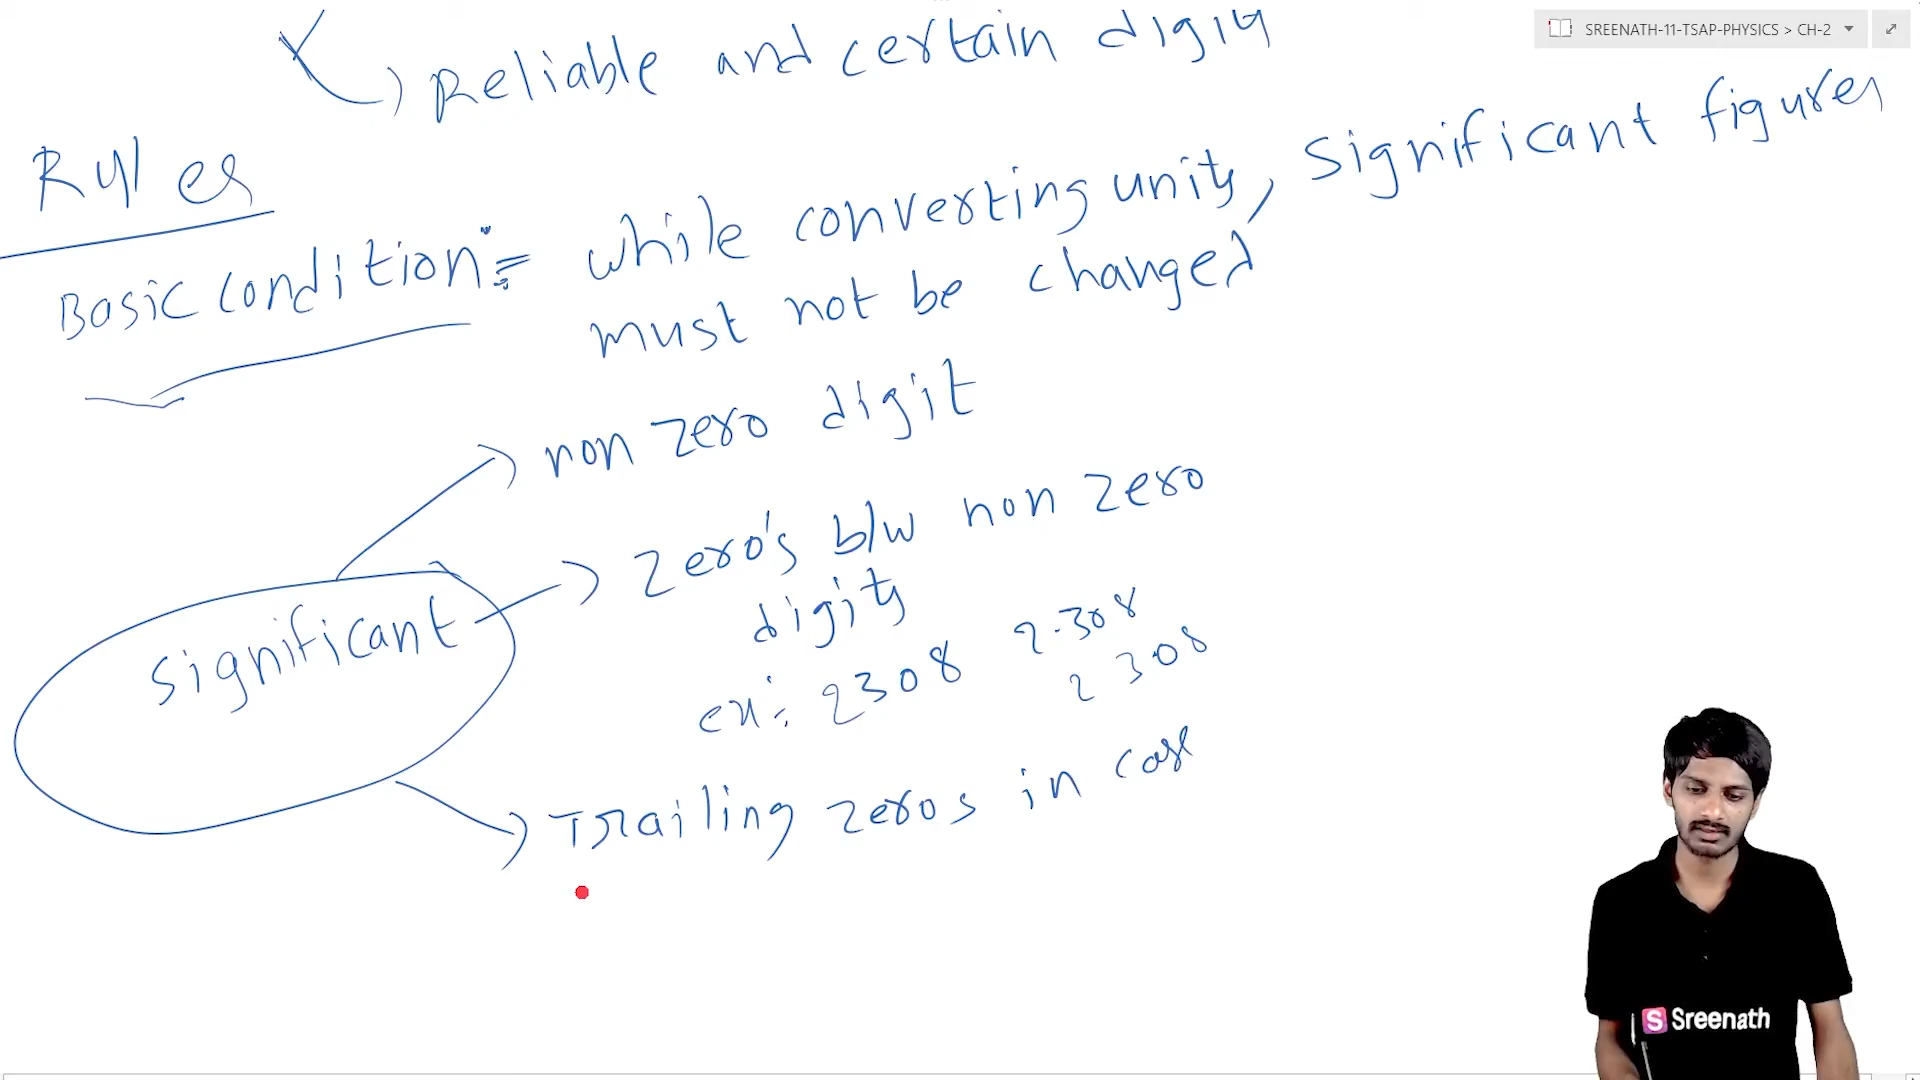 SREENATH-11-TSAP-PHYSICS > CH-2
Reliable and certain digit
Rules
Basic condition :- while converting units, significant figures
must not be changed
non zero digit
significant
zero's b/w non zero
digits
ex :- 2308 2.308
2308
Trailing zeros in case
S Sreenath